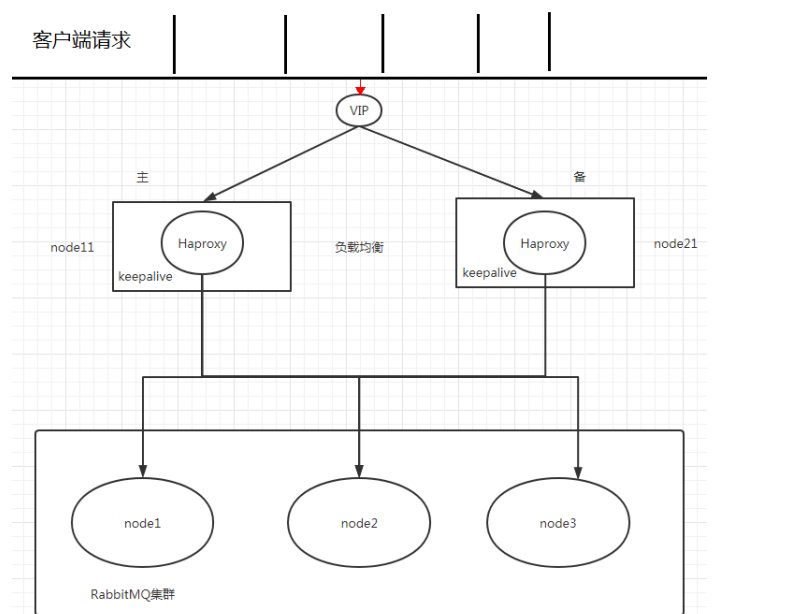 客户端请求
VIP
主
备
node11
Haproxy
keepalive
负载均衡
Haproxy
keepalive
node21
node1
node2
node3
RabbitMQ集群